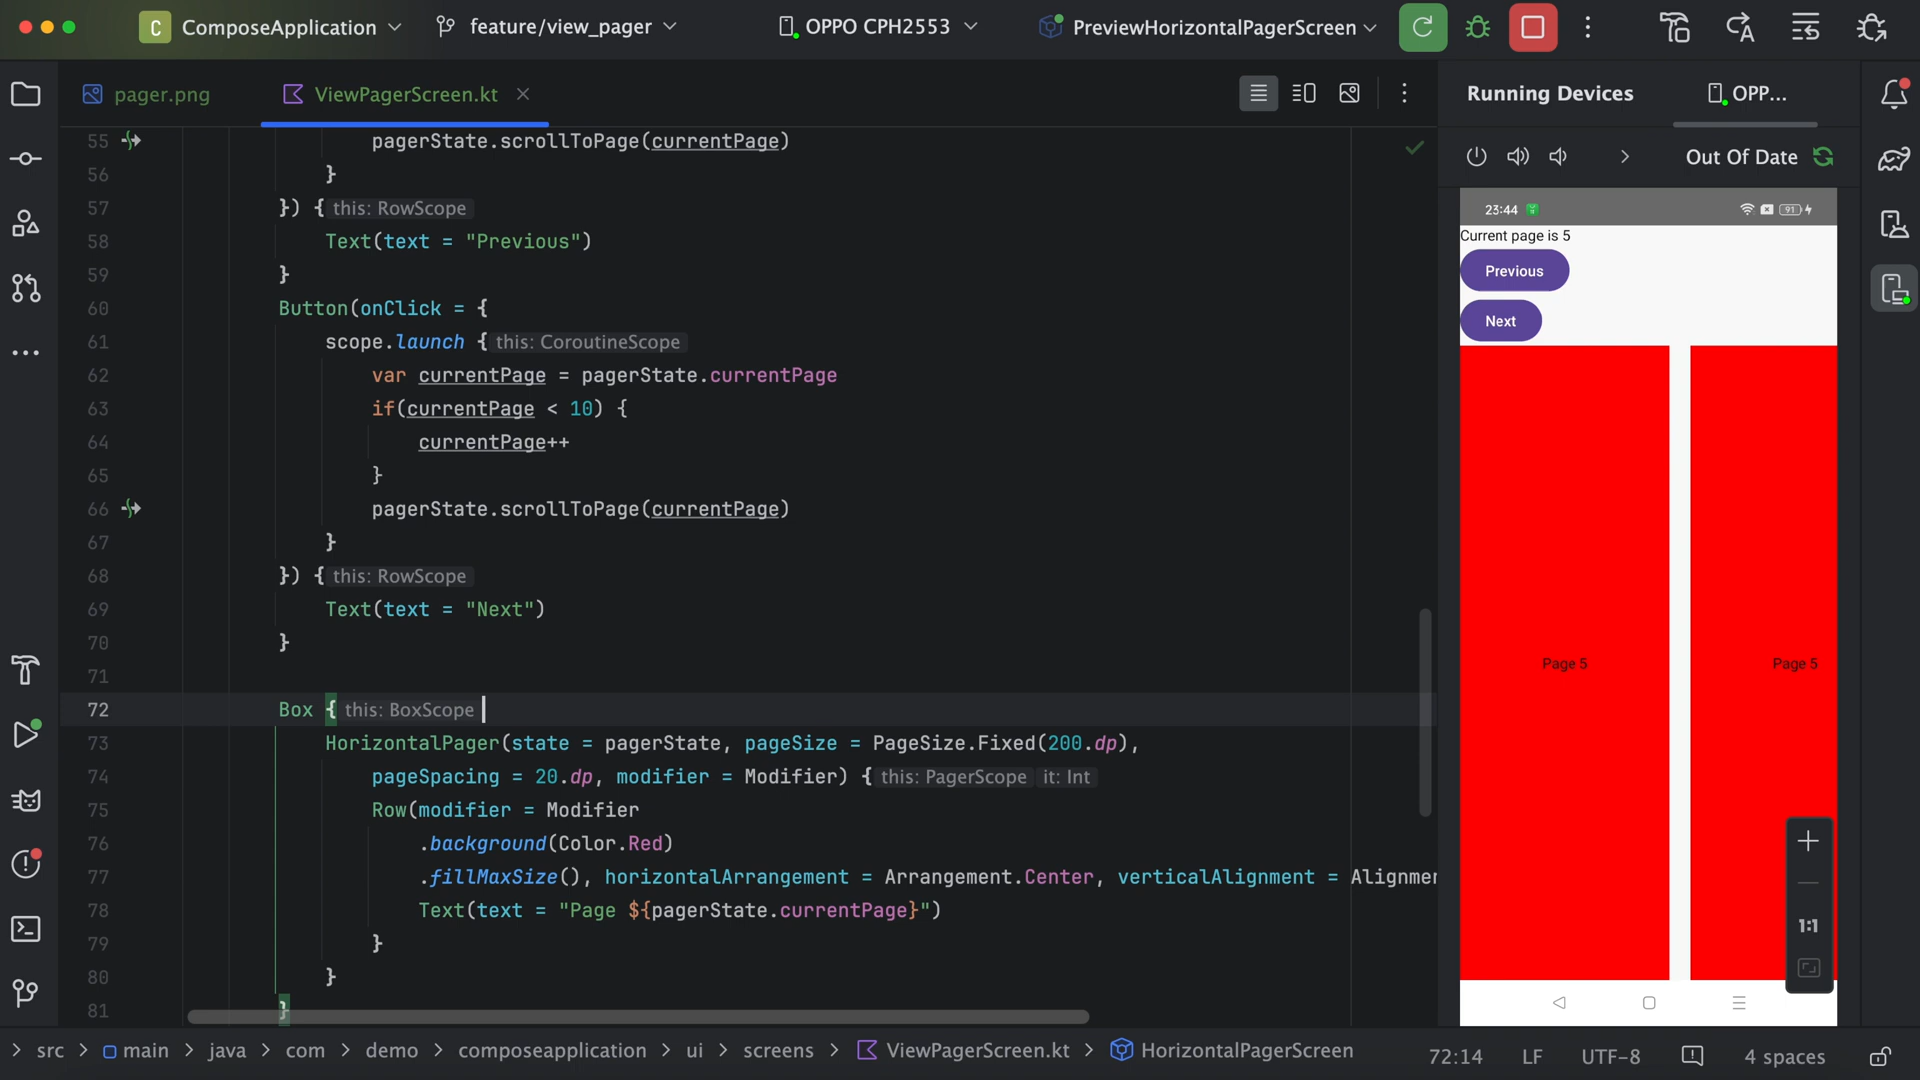 C ComposeApplication
feature/view_pager
OPPO CPH2553
PreviewHorizontalPagerScreen
pager.png
ViewPagerScreen.kt
Running Devices
OPP...
Out Of Date
55 pagerState.scrollToPage(currentPage)
56 }
57 }) { this: RowScope
58 Text(text = "Previous")
59 }
60 Button(onClick = {
61 scope.launch { this: CoroutineScope
62 var currentPage = pagerState.currentPage
63 if(currentPage < 10) {
64 currentPage++
65 }
66 pagerState.scrollToPage(currentPage)
67 }
68 }) { this: RowScope
69 Text(text = "Next")
70 }
71
72 Box { this: BoxScope
73 HorizontalPager(state = pagerState, pageSize = PageSize.Fixed(200.dp),
74 pageSpacing = 20.dp, modifier = Modifier) { this: PagerScope it: Int
75 Row(modifier = Modifier
76 .background(Color.Red)
77 .fillMaxSize(), horizontalArrangement = Arrangement.Center, verticalAlignment = Alignmen
78 Text(text = "Page ${pagerState.currentPage}")
79 }
80 }
81 }
23:44
91
Current page is 5
Previous
Next
Page 5
Page 5
1:1
src
main
java
com
demo
composeapplication
ui
screens
ViewPagerScreen.kt
HorizontalPagerScreen
72:14
LF
UTF-8
4 spaces